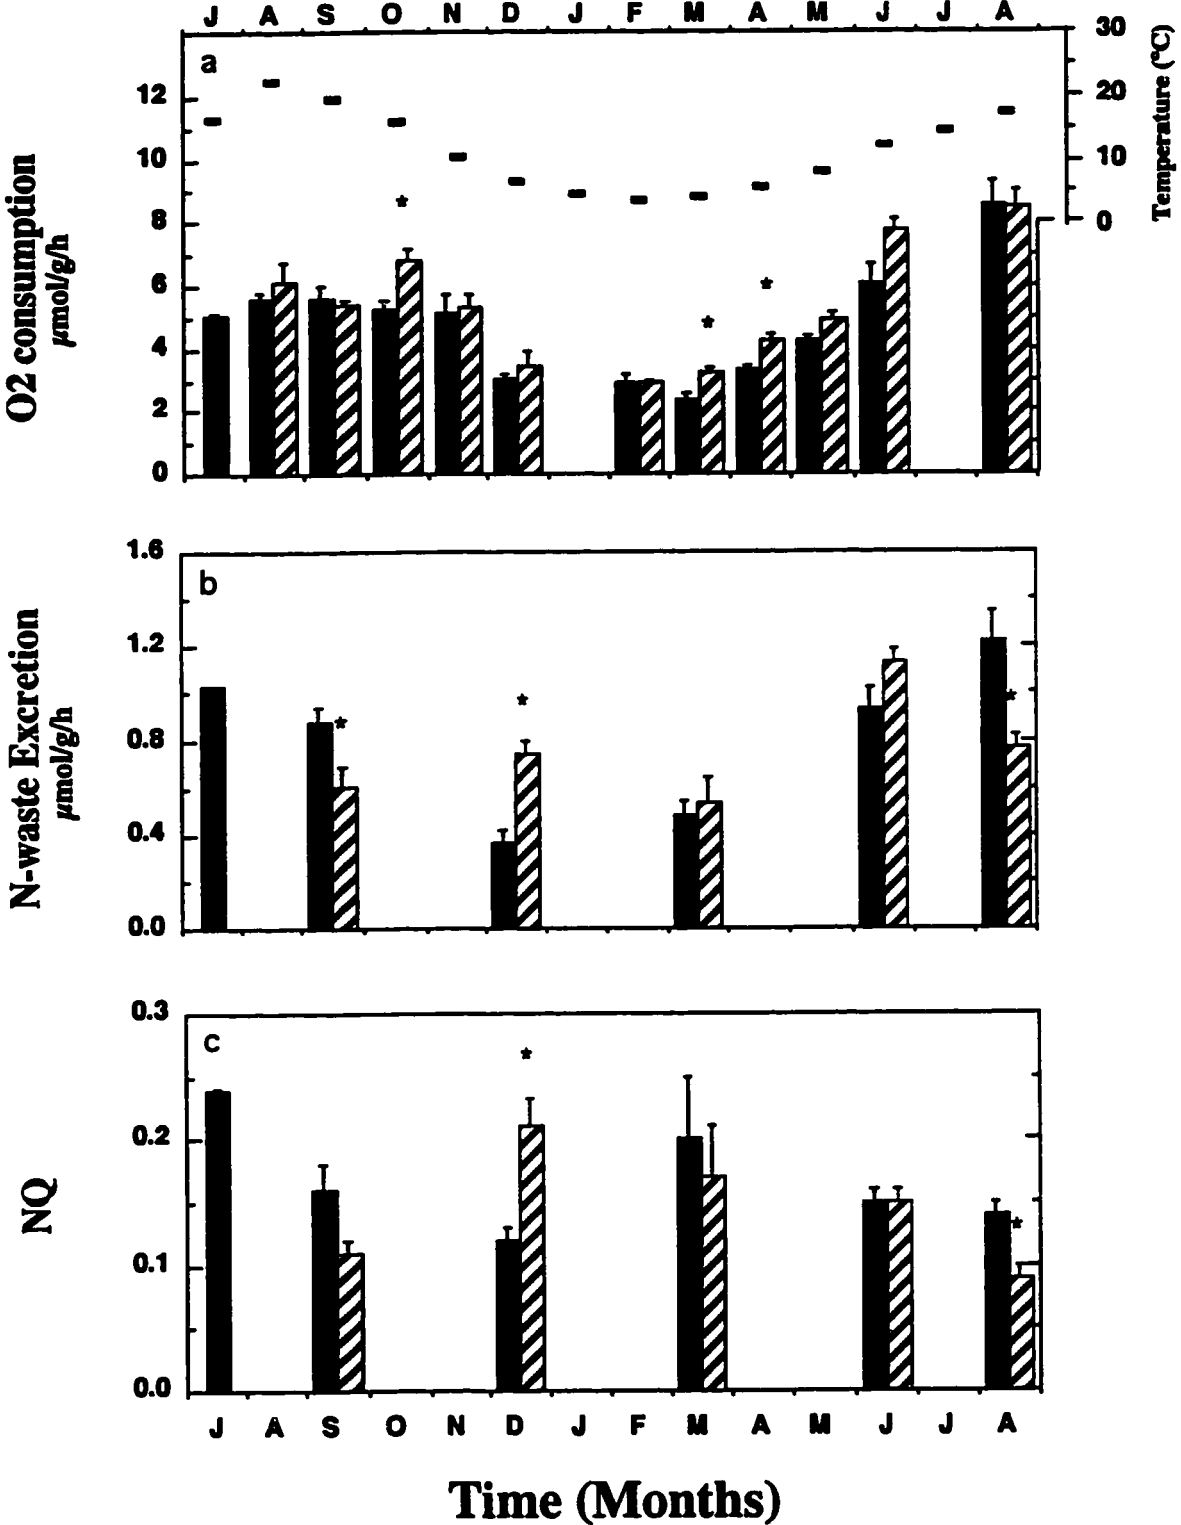 J A S O N D J F M A M J J A
a
12
10
8
6
4
2
0
O2 consumption
µmol/g/h
30
20
10
0
Temperature (°C)
*
*
*
1.6
1.2
0.8
0.4
0.0
b
N-waste Excretion
µmol/g/h
*
*
*
0.3
0.2
0.1
0.0
c
NQ
*
*
J A S O N D J F M A M J J A
Time (Months)